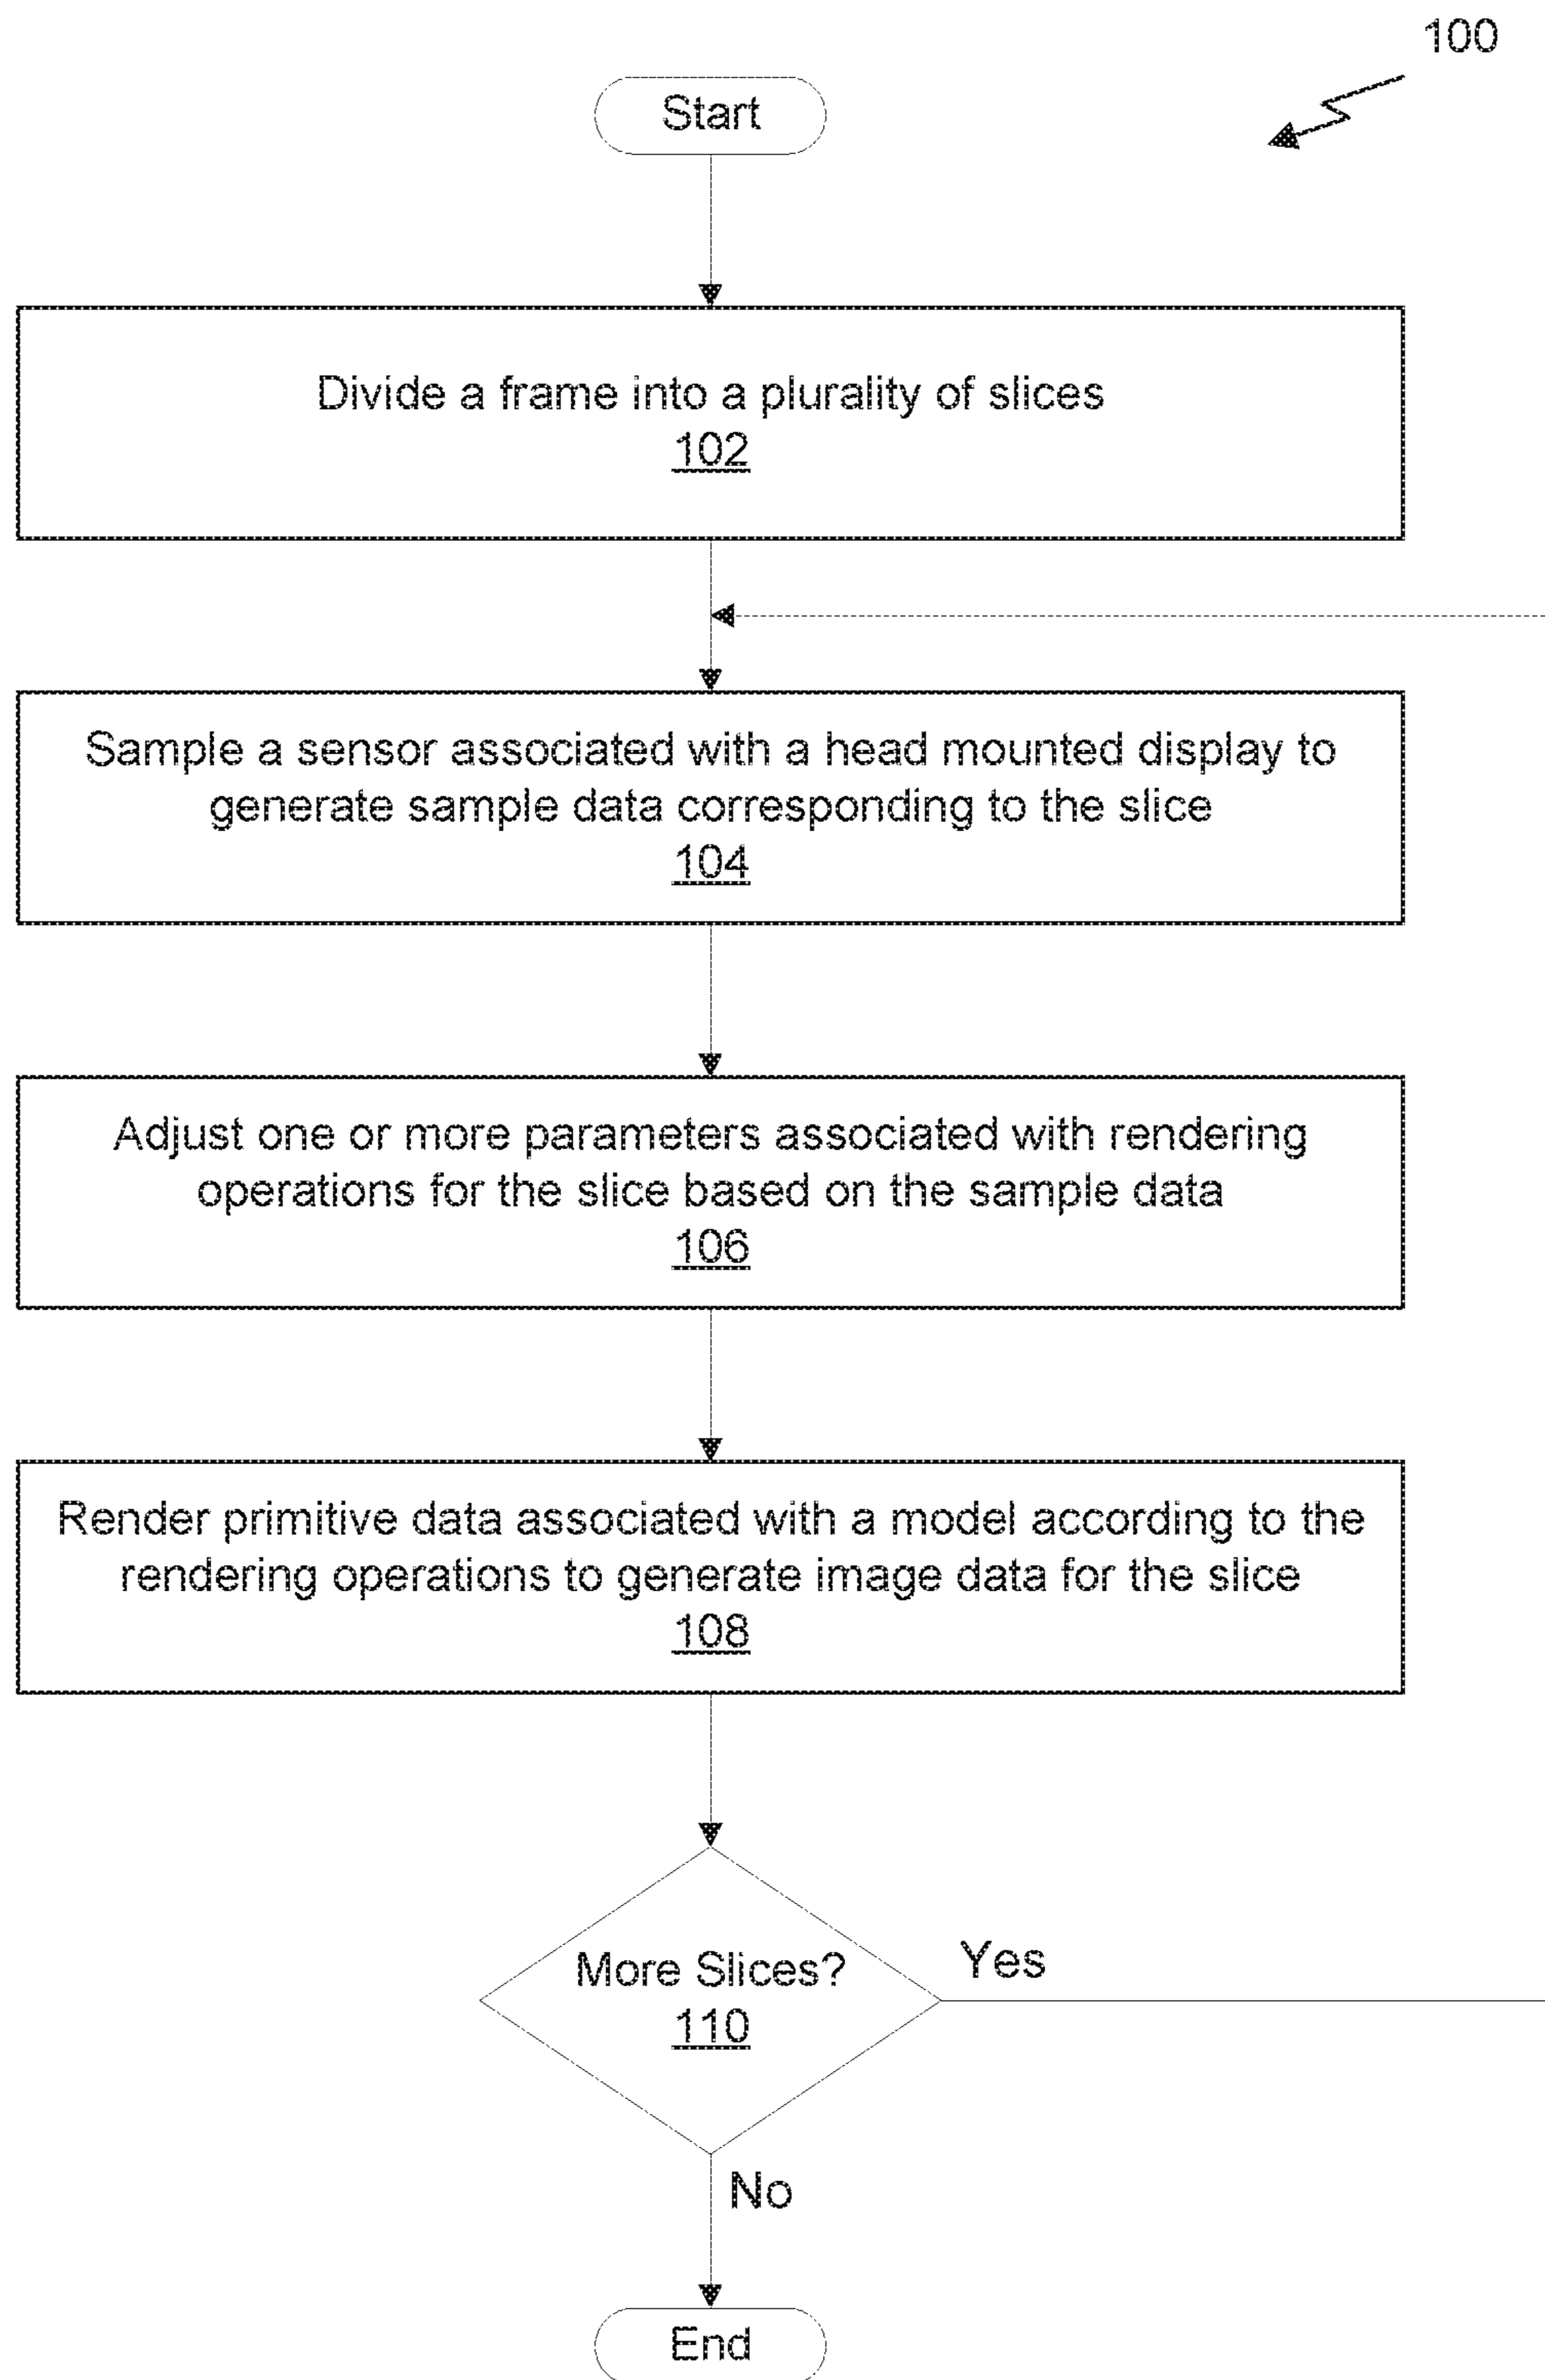 100
Start
Divide a frame into a plurality of slices
102
Sample a sensor associated with a head mounted display to
generate sample data corresponding to the slice
104
Adjust one or more parameters associated with rendering
operations for the slice based on the sample data
106
Render primitive data associated with a model according to the
rendering operations to generate image data for the slice
108
More Slices?
110
Yes
No
End